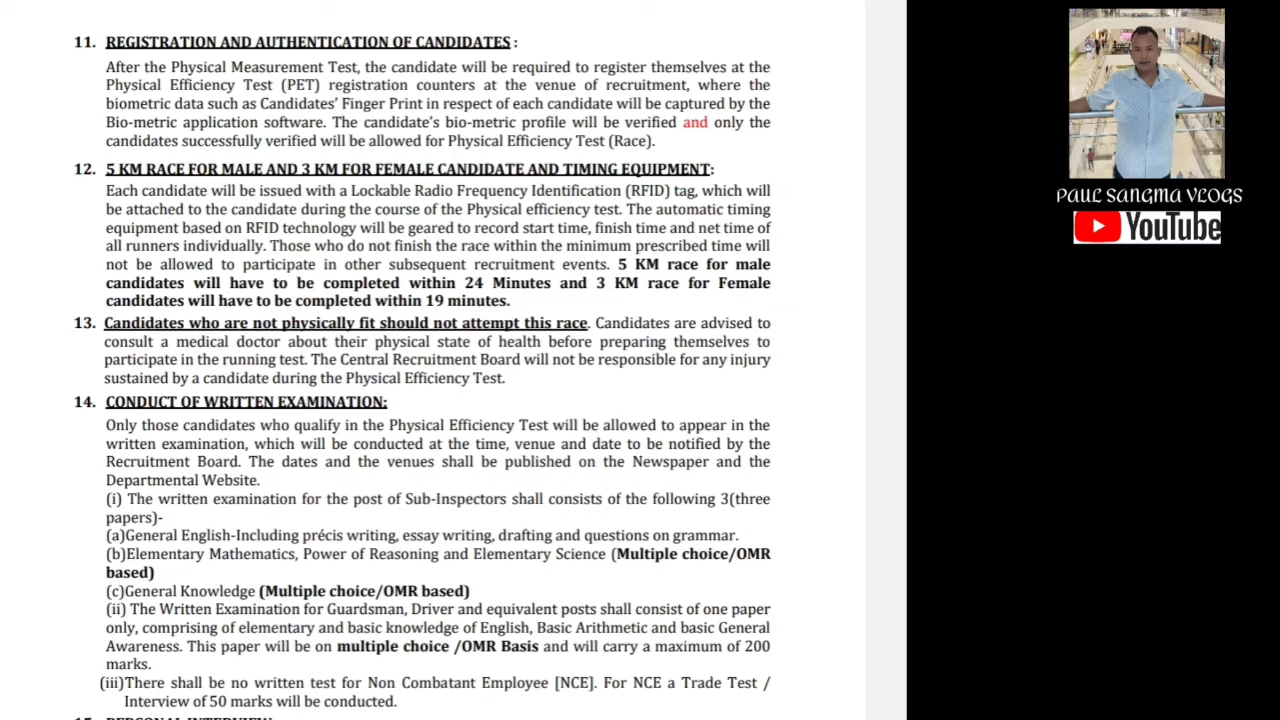 11. REGISTRATION AND AUTHENTICATION OF CANDIDATES :
After the Physical Measurement Test, the candidate will be required to register themselves at the
Physical Efficiency Test (PET) registration counters at the venue of recruitment, where the
biometric data such as Candidates' Finger Print in respect of each candidate will be captured by the
Bio-metric application software. The candidate's bio-metric profile will be verified and only the
candidates successfully verified will be allowed for Physical Efficiency Test (Race).
12. 5 KM RACE FOR MALE AND 3 KM FOR FEMALE CANDIDATE AND TIMING EQUIPMENT:
Each candidate will be issued with a Lockable Radio Frequency Identification (RFID) tag, which will
be attached to the candidate during the course of the Physical efficiency test. The automatic timing
equipment based on RFID technology will be geared to record start time, finish time and net time of
all runners individually. Those who do not finish the race within the minimum prescribed time will
not be allowed to participate in other subsequent recruitment events. 5 KM race for male
candidates will have to be completed within 24 Minutes and 3 KM race for Female
candidates will have to be completed within 19 minutes.
13. Candidates who are not physically fit should not attempt this race. Candidates are advised to
consult a medical doctor about their physical state of health before preparing themselves to
participate in the running test. The Central Recruitment Board will not be responsible for any injury
sustained by a candidate during the Physical Efficiency Test.
14. CONDUCT OF WRITTEN EXAMINATION:
Only those candidates who qualify in the Physical Efficiency Test will be allowed to appear in the
written examination, which will be conducted at the time, venue and date to be notified by the
Recruitment Board. The dates and the venues shall be published on the Newspaper and the
Departmental Website.
(i) The written examination for the post of Sub-Inspectors shall consists of the following 3(three
papers)-
(a)General English-Including précis writing, essay writing, drafting and questions on grammar.
(b)Elementary Mathematics, Power of Reasoning and Elementary Science (Multiple choice/OMR
based)
(c)General Knowledge (Multiple choice/OMR based)
(ii) The Written Examination for Guardsman, Driver and equivalent posts shall consist of one paper
only, comprising of elementary and basic knowledge of English, Basic Arithmetic and basic General
Awareness. This paper will be on multiple choice /OMR Basis and will carry a maximum of 200
marks.
(iii)There shall be no written test for Non Combatant Employee [NCE]. For NCE a Trade Test /
Interview of 50 marks will be conducted.
15. PERSONAL INTERVIEW
PAUL SANGMA VLOGS
YouTube